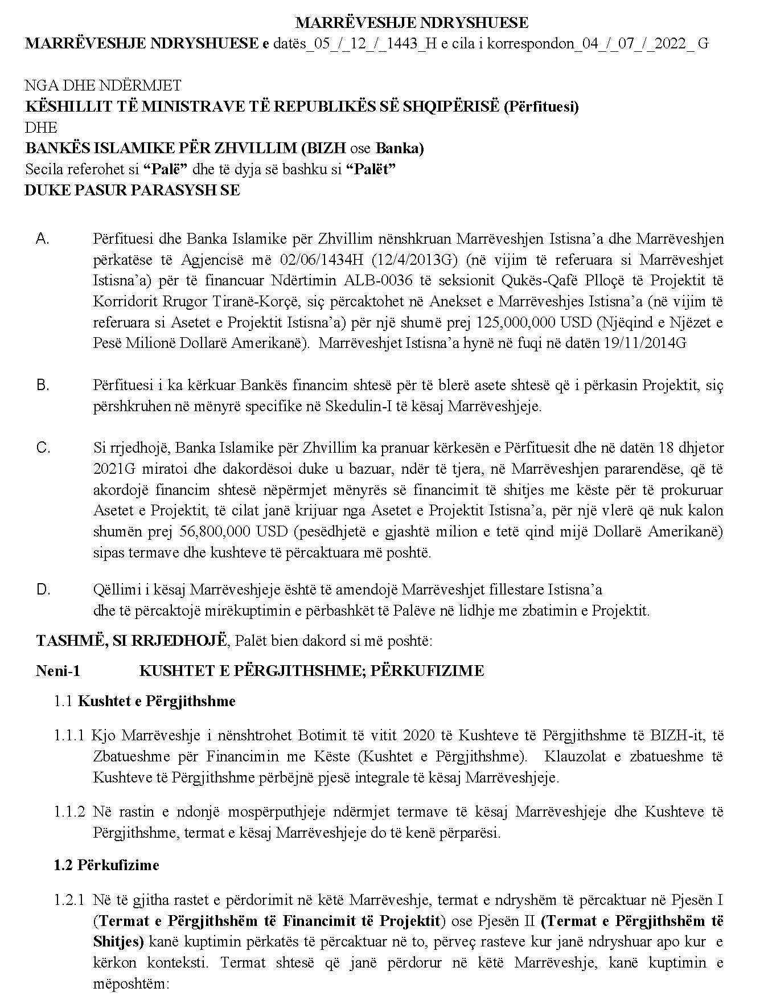 MARRËVESHJE NDRYSHUESE
MARRËVESHJE NDRYSHUESE e datës_05_/_12_/_1443_H e cila i korrespondon_04_/_07_/_2022_ G
NGA DHE NDËRMJET
KËSHILLIT TË MINISTRAVE TË REPUBLIKËS SË SHQIPËRISË (Përfituesi)
DHE
BANKËS ISLAMIKE PËR ZHVILLIM (BIZH ose Banka)
Secila referohet si “Palë” dhe të dyja së bashku si “Palët”
DUKE PASUR PARASYSH SE
A. Përfituesi dhe Banka Islamike për Zhvillim nënshkruan Marrëveshjen Istisna’a dhe Marrëveshjen
përkatëse të Agjencisë më 02/06/1434H (12/4/2013G) (në vijim të referuara si Marrëveshjet
Istisna’a) për të financuar Ndërtimin ALB-0036 të seksionit Qukës-Qafë Plloçë të Projektit të
Korridorit Rrugor Tiranë-Korçë, siç përcaktohet në Anekset e Marrëveshjes Istisna’a (në vijim të
referuara si Asetet e Projektit Istisna’a) për një shumë prej 125,000,000 USD (Njëqind e Njëzet e
Pesë Milionë Dollarë Amerikanë).  Marrëveshjet Istisna’a hynë në fuqi në datën 19/11/2014G
B. Përfituesi i ka kërkuar Bankës financim shtesë për të blerë asete shtesë që i përkasin Projektit, siç
përshkruhen në mënyrë specifike në Skedulin-I të kësaj Marrëveshjeje.
C. Si rrjedhojë, Banka Islamike për Zhvillim ka pranuar kërkesën e Përfituesit dhe në datën 18 dhjetor
2021G miratoi dhe dakordësoi duke u bazuar, ndër të tjera, në Marrëveshjen pararendëse, që të
akordojë financim shtesë nëpërmjet mënyrës së financimit të shitjes me këste për të prokuruar
Asetet e Projektit, të cilat janë krijuar nga Asetet e Projektit Istisna’a, për një vlerë që nuk kalon
shumën prej 56,800,000 USD (pesëdhjetë e gjashtë milion e tetë qind mijë Dollarë Amerikanë)
sipas termave dhe kushteve të përcaktuara më poshtë.
D. Qëllimi i kësaj Marrëveshjeje është të amendojë Marrëveshjet fillestare Istisna’a
dhe të përcaktojë mirëkuptimin e përbashkët të Palëve në lidhje me zbatimin e Projektit.
TASHMË, SI RRJEDHOJË, Palët bien dakord si më poshtë:
Neni-1 KUSHTET E PËRGJITHSHME; PËRKUFIZIME
1.1 Kushtet e Përgjithshme
1.1.1 Kjo Marrëveshje i nënshtrohet Botimit të vitit 2020 të Kushteve të Përgjithshme të BIZH-it, të
Zbatueshme për Financimin me Këste (Kushtet e Përgjithshme).  Klauzolat e zbatueshme të
Kushteve të Përgjithshme përbëjnë pjesë integrale të kësaj Marrëveshjeje.
1.1.2 Në rastin e ndonjë mospërputhjeje ndërmjet termave të kësaj Marrëveshjeje dhe Kushteve të
Përgjithshme, termat e kësaj Marrëveshjeje do të kenë përparësi.
1.2 Përkufizime
1.2.1 Në të gjitha rastet e përdorimit në këtë Marrëveshje, termat e ndryshëm të përcaktuar në Pjesën I
(Termat e Përgjithshëm të Financimit të Projektit) ose Pjesën II (Termat e Përgjithshëm të
Shitjes) kanë kuptimin përkatës të përcaktuar në to, përveç rasteve kur janë ndryshuar apo kur  e
kërkon konteksti. Termat shtesë që janë përdorur në këtë Marrëveshje, kanë kuptimin e
mëposhtëm: